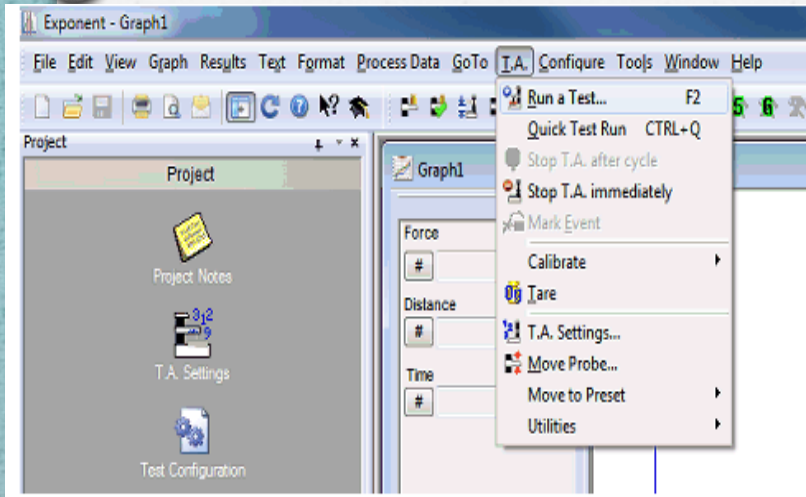 Exponent - Graph1
File Edit View Graph Results Text Format Process Data GoTo T.A. Configure Tools Window Help
Project
Project
Project Notes
T.A. Settings
Test Configuration
Graph1
Force
#
Distance
#
Time
#
Run a Test... F2
Quick Test Run CTRL+Q
Stop T.A. after cycle
Stop T.A. immediately
Mark Event
Calibrate
Tare
T.A. Settings...
Move Probe...
Move to Preset
Utilities
5 6